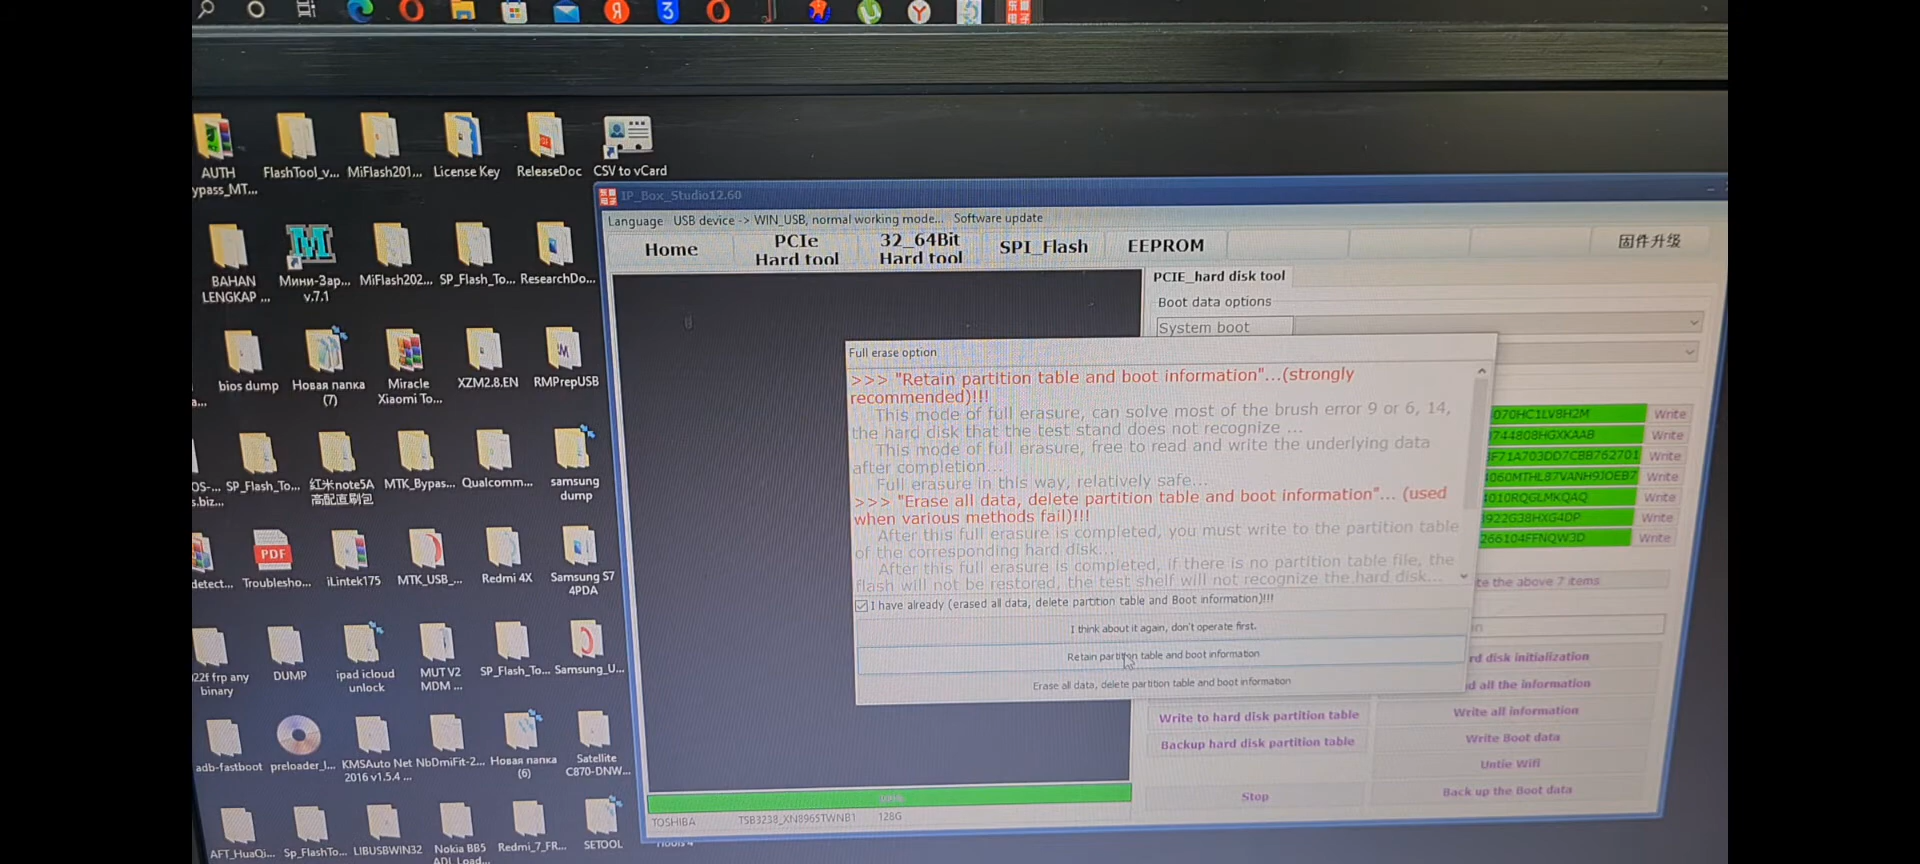 AUTH
ypass_MT...
FlashTool_v...
MiFlash201...
License Key
ReleaseDoc
CSV to vCard
BAHAN
LENGKAP ...
Мини-Зар...
v.7.1
MiFlash202...
SP_Flash_To...
ResearchDo...
bios dump
Новая папка
(7)
Miracle
Xiaomi To...
XZM2.8.EN
RMPrepUSB
SP_Flash_To...
红米note5A
高配直刷包
MTK_Bypas...
Qualcomm...
samsung
dump
PDF
Troublesho...
iLintek175
MTK_USB_...
Redmi 4X
Samsung S7
4PDA
22f frp any
binary
DUMP
ipad icloud
unlock
MUT V2
MDM ...
SP_Flash_To...
Samsung_U...
adb-fastboot
preloader_I...
KMSAuto Net
2016 v1.5.4 ...
NbDmiFit-2...
Новая папка
(6)
Satellite
C870-DNW...
AFT_HuaQi...
Sp_FlashTo...
LIBUSBWIN32
Nokia BB5
ADI_Load...
Redmi_7_FR...
SETOOL
IP_Box_Studio12.60
Language USB device -> WIN_USB, normal working mode... Software update
Home
PCIe
Hard tool
32_64Bit
Hard tool
SPI_Flash
EEPROM
固件升级
PCIE_hard disk tool
Boot data options
System boot
Full erase option
>>> "Retain partition table and boot information"...(strongly
recommended)!!!
This mode of full erasure, can solve most of the brush error 9 or 6, 14,
the hard disk that the test stand does not recognize ...
This mode of full erasure, free to read and write the underlying data
after completion...
Full erasure in this way, relatively safe...
>>> "Erase all data, delete partition table and boot information"... (used
when various methods fail)!!!
After this full erasure is completed, you must write to the partition table
of the corresponding hard disk...
After this full erasure is completed, if there is no partition table file, the
flash will not be restored, the test shelf will not recognize the hard disk...
I have already (erased all data, delete partition table and Boot information)!!!
I think about it again, don't operate first.
Retain partition table and boot information
Erase all data, delete partition table and boot information
070HC1LV8H2M Write
744808HGXKAAB Write
F71A703DD7CB8762701 Write
060MTHL87VANH9J0EB7 Write
010RQGLMKQAQ Write
922G38HXG4DP Write
266104FFNQW3D Write
te the above 7 items
rd disk initialization
d all the information
Write to hard disk partition table
Write all information
Backup hard disk partition table
Write Boot data
Untie Wifi
Stop
Back up the Boot data
TOSHIBA TSB3238_XN8965TWNB1 128G